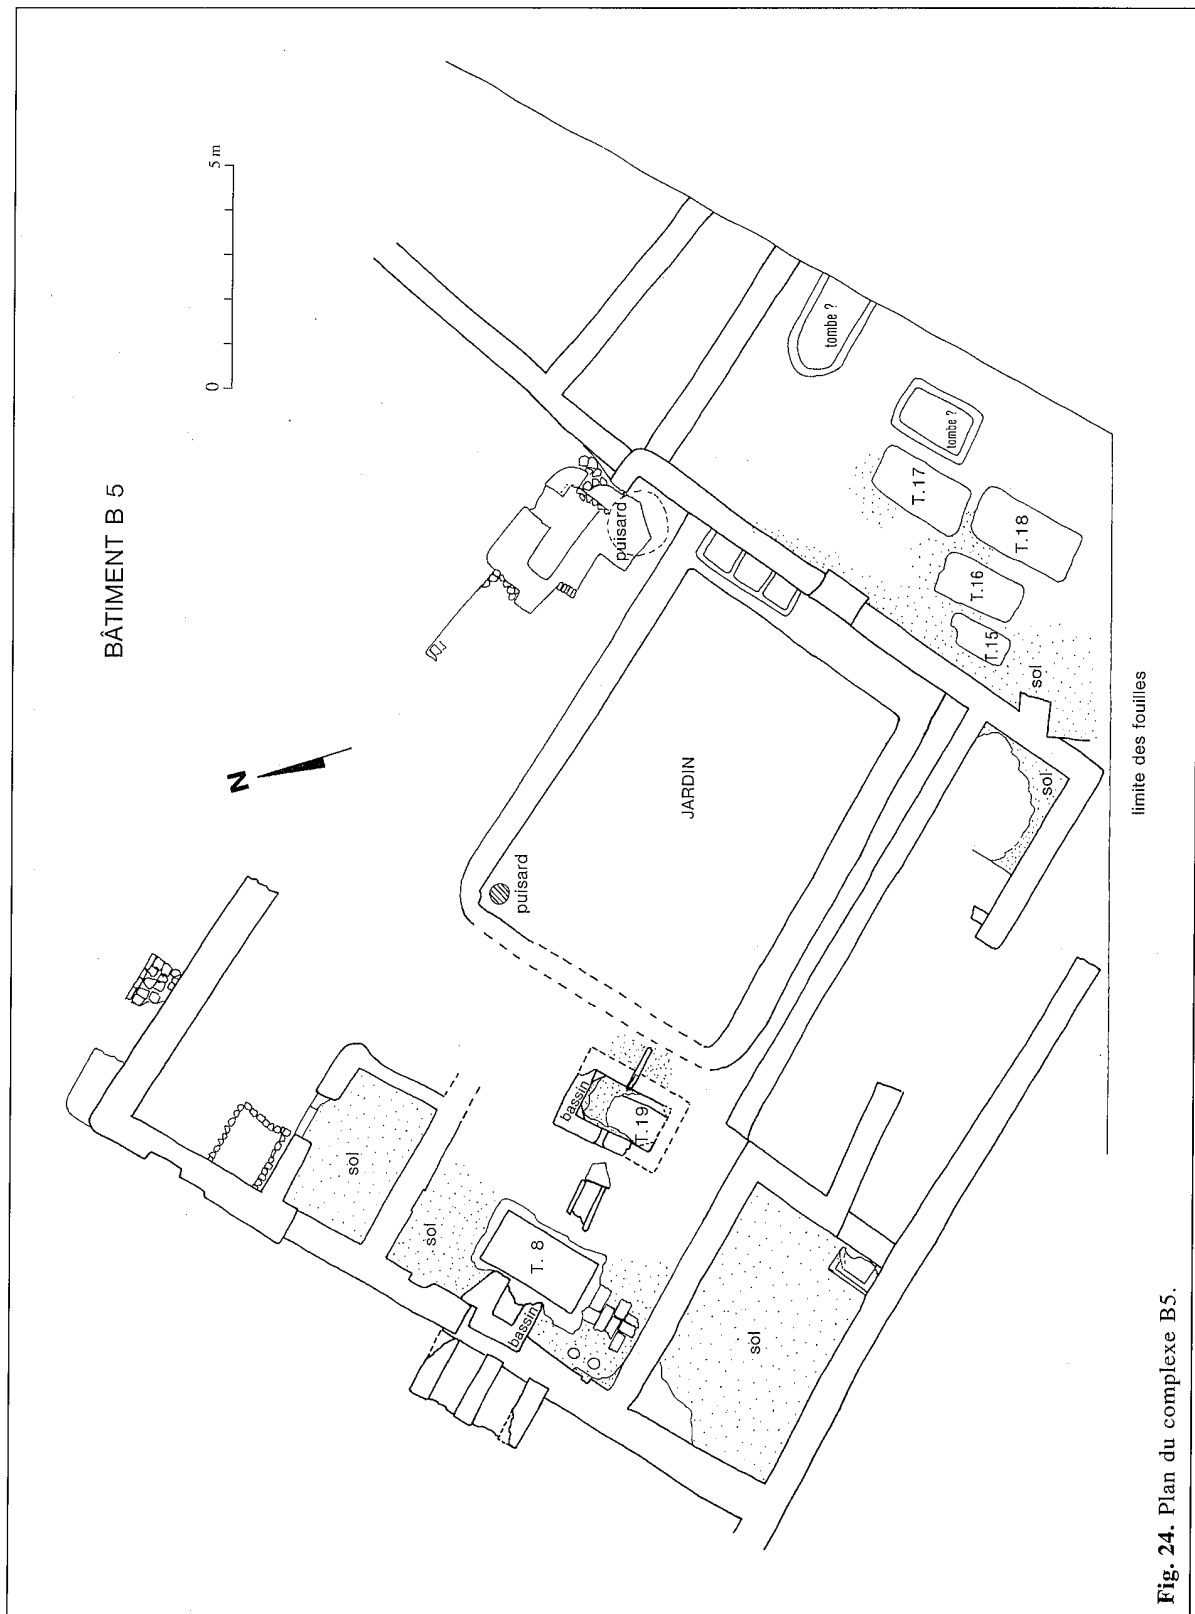 BÂTIMENT B 5
0
5 m
N
puisard
tombe ?
tombe ?
T.17
T.18
T.16
T.15
sol
JARDIN
puisard
sol
limite des fouilles
sol
bassin
T.19
sol
T. 8
bassin
sol
Fig. 24. Plan du complexe B5.